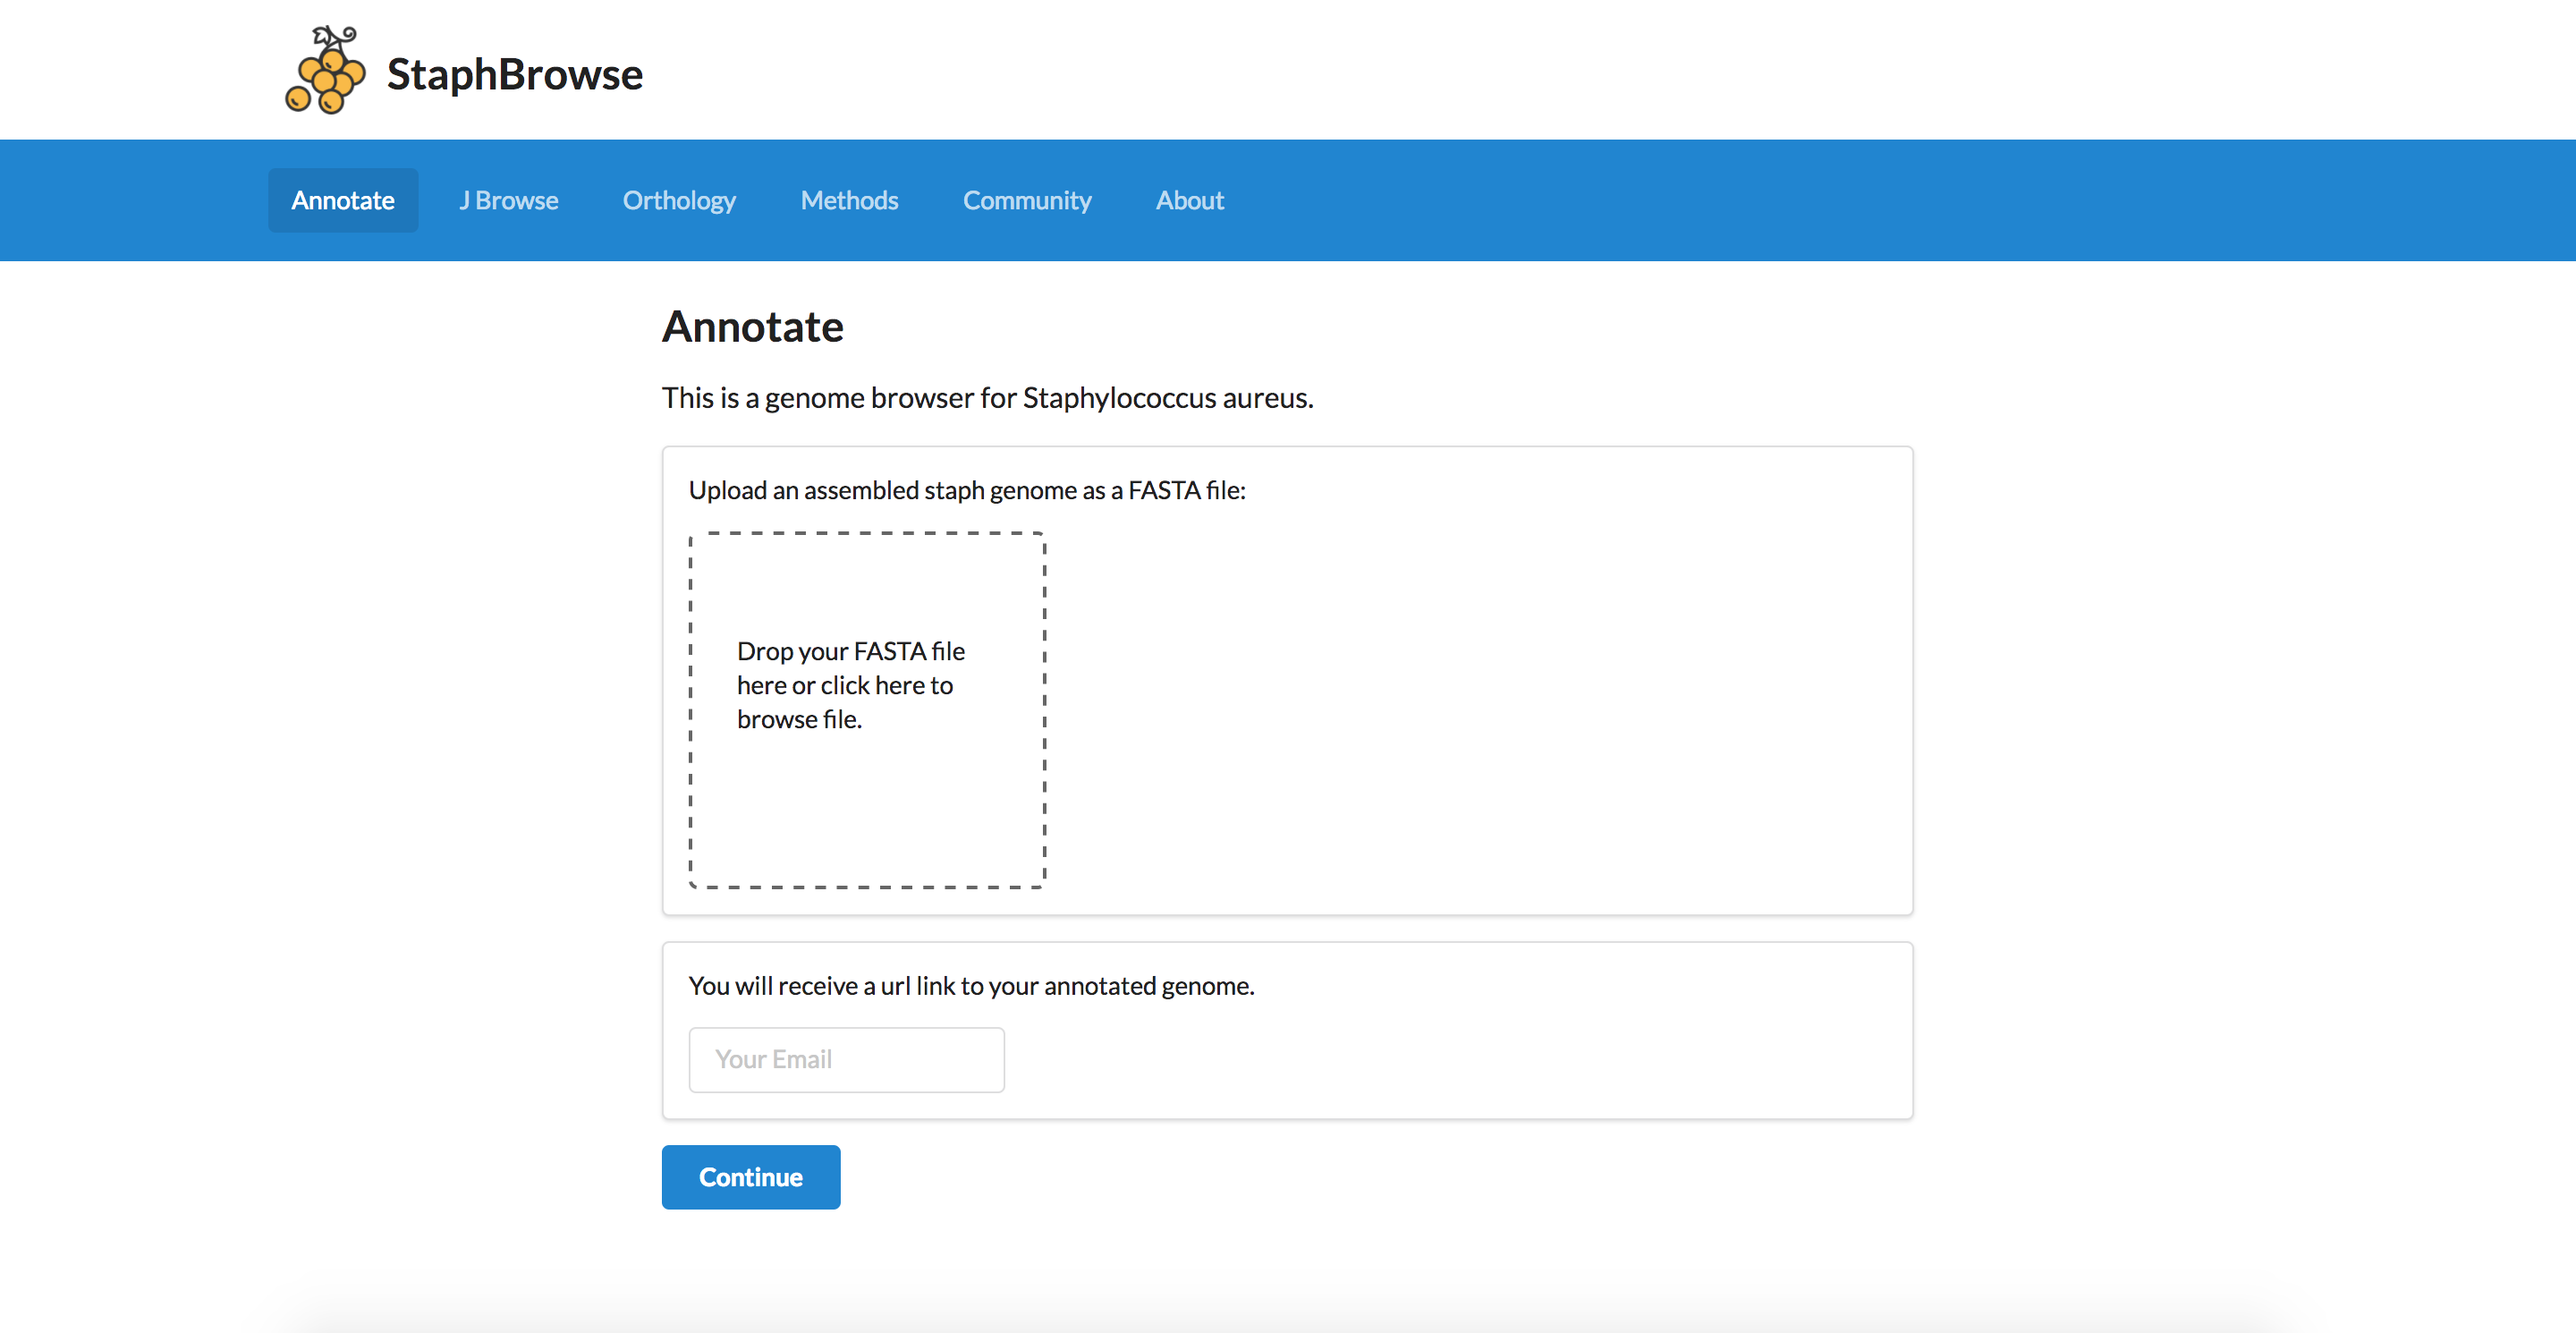 StaphBrowse
Annotate J Browse Orthology Methods Community About
Annotate
This is a genome browser for Staphylococcus aureus.
Upload an assembled staph genome as a FASTA file:
Drop your FASTA file
here or click here to
browse file.
You will receive a url link to your annotated genome.
Your Email
Continue